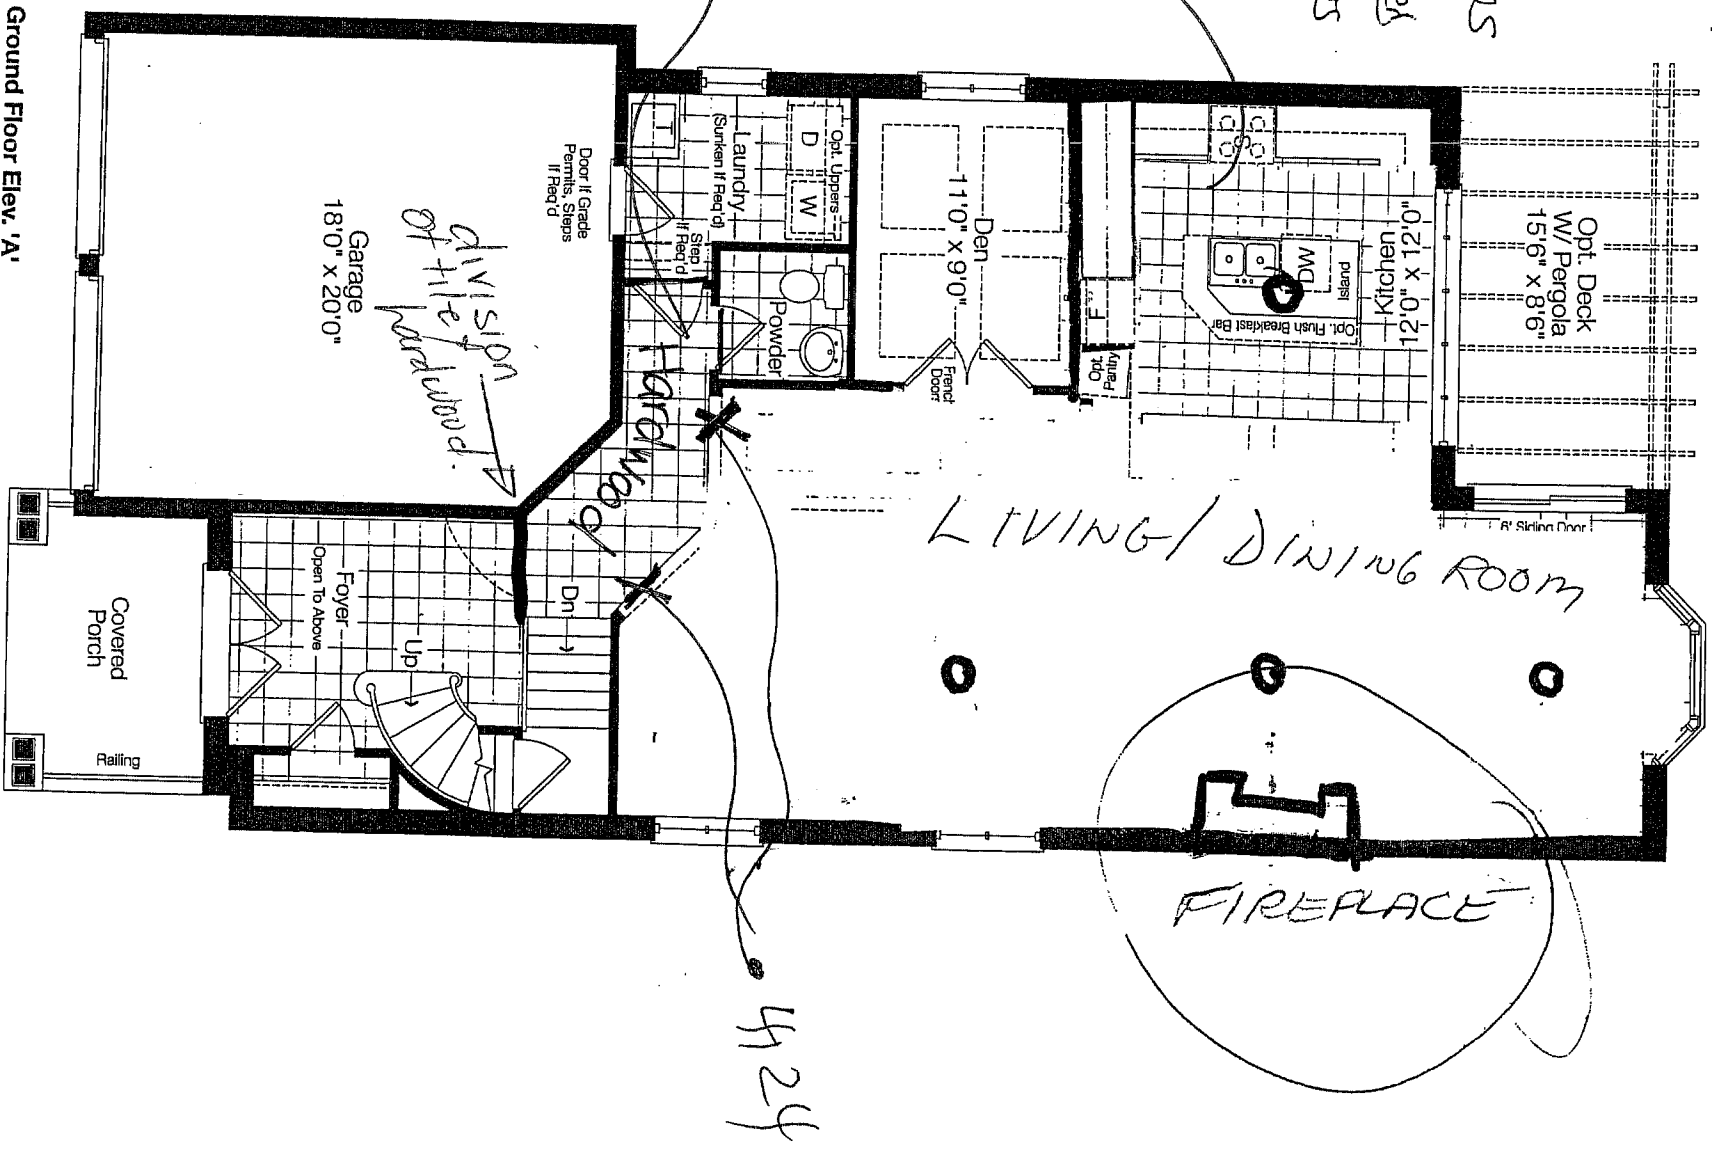 Ground Floor Elev. 'A'
Opt. Deck
W/ Pergola
15'6" x 8'6"
Kitchen
12'0" x 12'0"
Island
DW
Opt. Flush Breakfast Bar
6' Sliding Door
F
Opt.
Pantry
Den
11'0" x 9'0"
French
Doors
Opt. Uppers
D
W
Laundry
(Sunken If Req'd)
T
Step
If Req'd
Powder
Door If Grade
Permits, Steps
If Req'd
Garage
18'0" x 20'0"
division
of tile &
hardwood.
Hardwood
LIVING / DINING ROOM
Dn
Foyer
Open To Above
Up
Covered
Porch
Railing
FIREPLACE